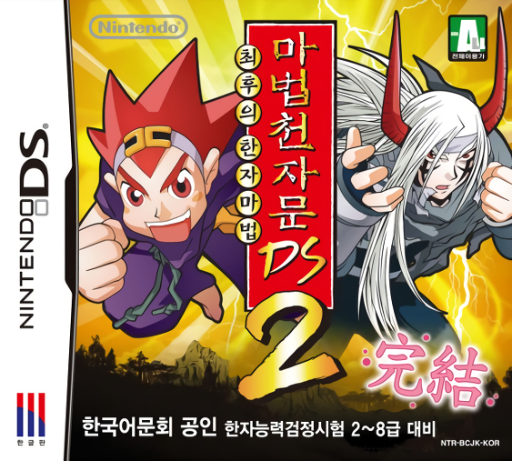 Nintendo
A
전체이용가
마법천자문
DS
2
최후의한자마법
NINTENDO DS
完結
한글판
한국어문회 공인 한자능력검정시험 2~8급 대비
NTR-BCJK-KOR